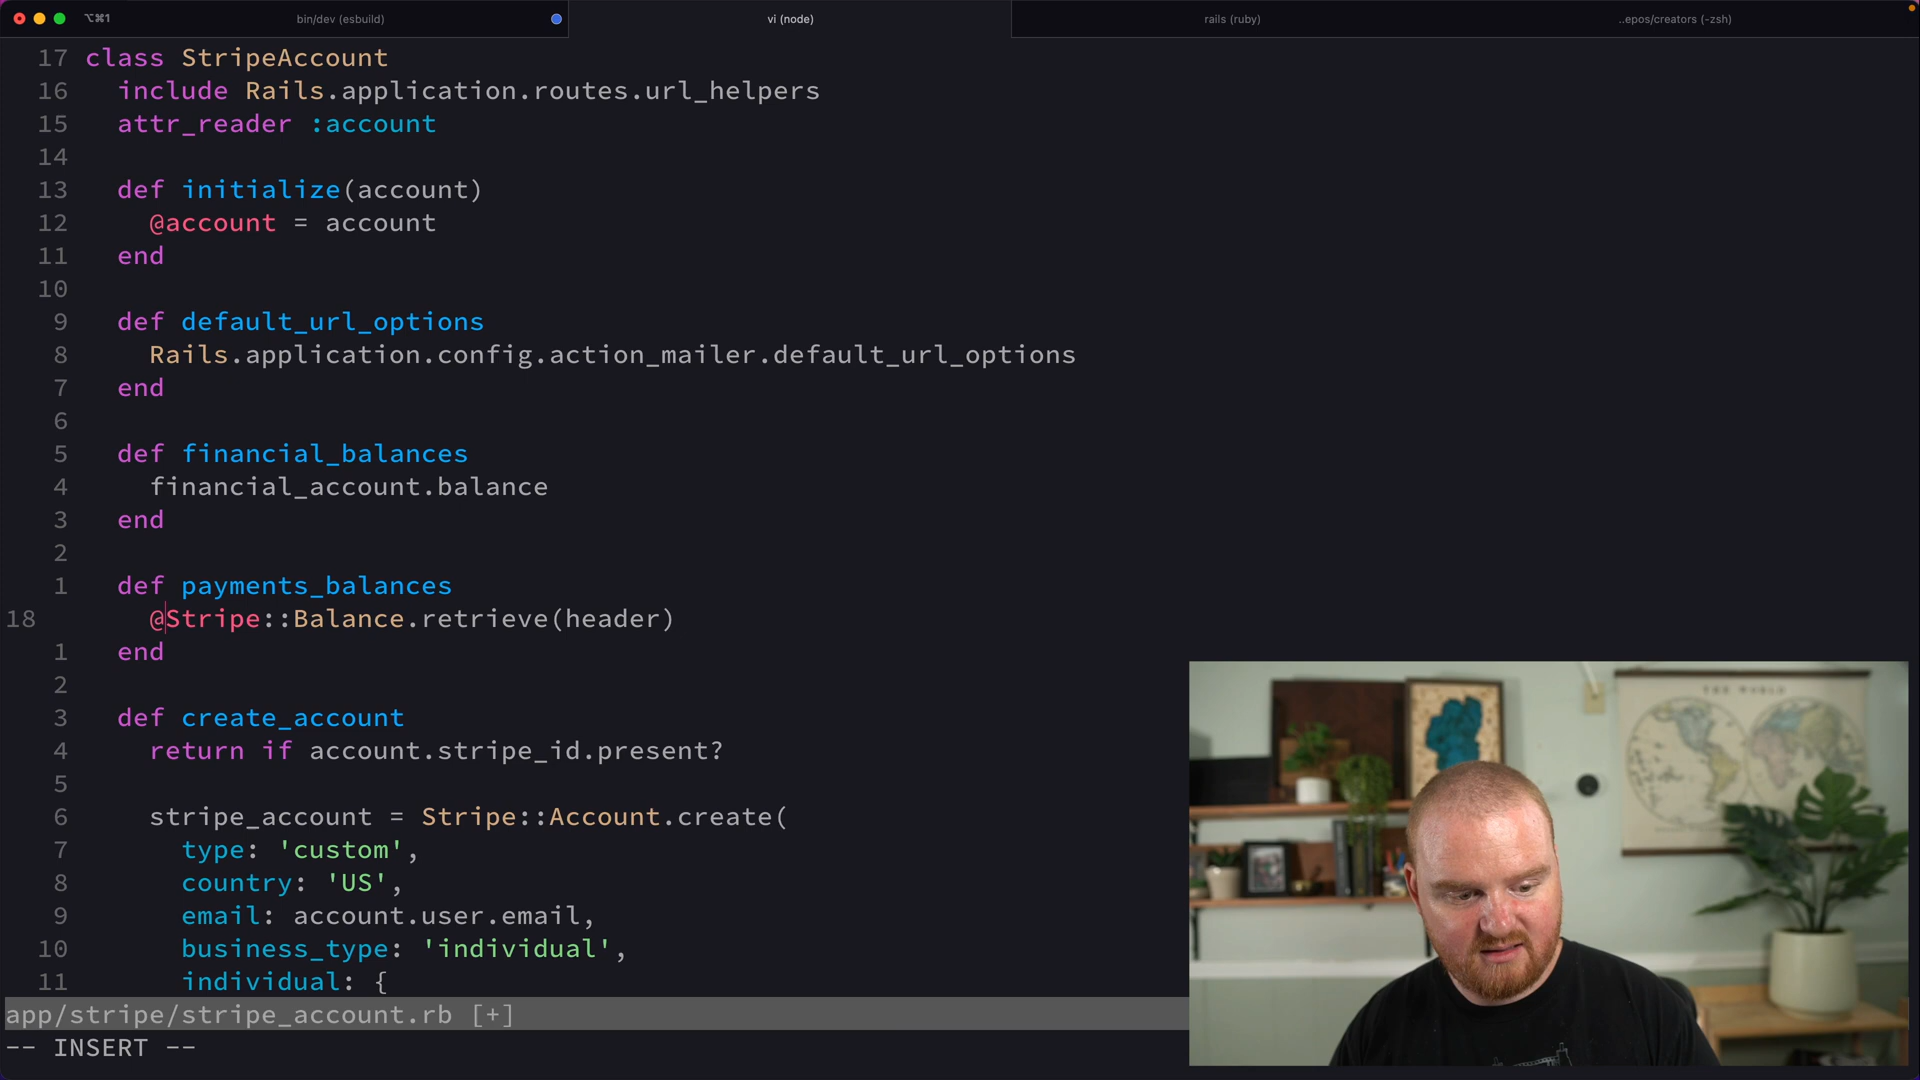 ⌥⌘1
bin/dev (esbuild)
vi (node)
rails (ruby)
..epos/creators (-zsh)
17 class StripeAccount
16 include Rails.application.routes.url_helpers
15 attr_reader :account
14
13 def initialize(account)
12 @account = account
11 end
10
9 def default_url_options
8 Rails.application.config.action_mailer.default_url_options
7 end
6
5 def financial_balances
4 financial_account.balance
3 end
2
1 def payments_balances
18 @Stripe::Balance.retrieve(header)
1 end
2
3 def create_account
4 return if account.stripe_id.present?
5
6 stripe_account = Stripe::Account.create(
7 type: 'custom',
8 country: 'US',
9 email: account.user.email,
10 business_type: 'individual',
11 individual: {
app/stripe/stripe_account.rb [+]
-- INSERT --
THE WORLD